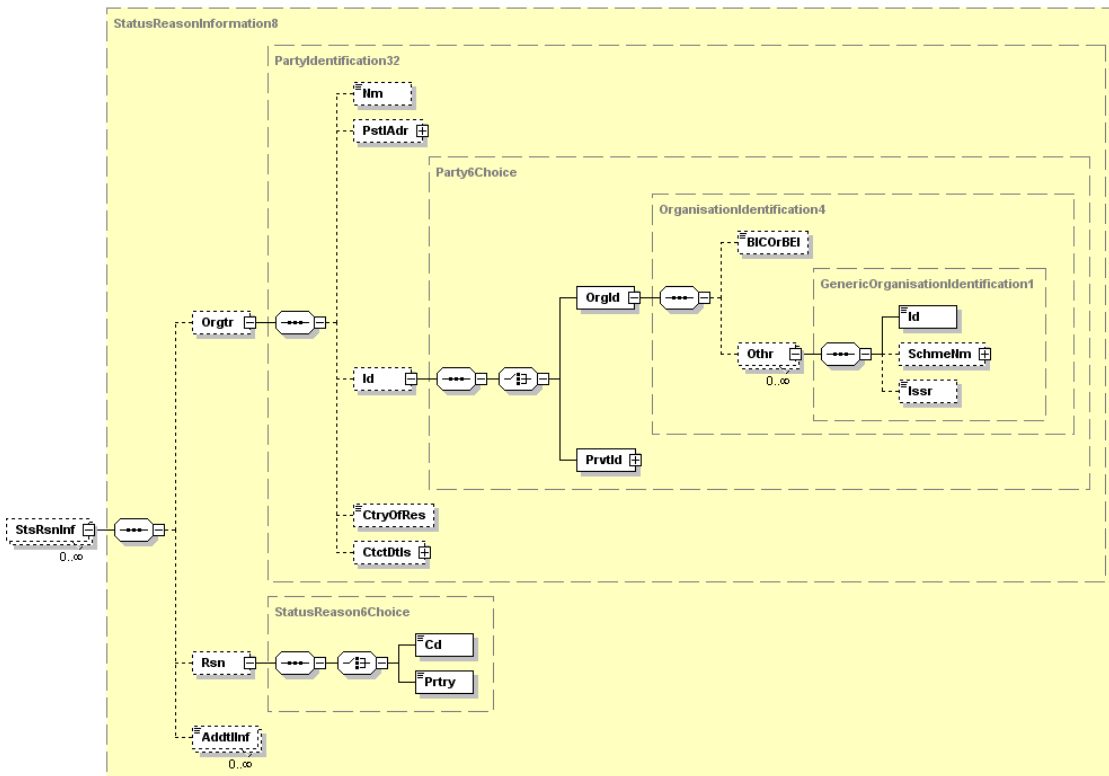 StatusReasonInformation8
PartyIdentification32
Nm
PstlAdr
Party6Choice
OrganisationIdentification4
BICOrBEI
GenericOrganisationIdentification1
OrgId
Id
Orgtr
Othr
SchmeNm
0..∞
Id
Issr
PrvtId
CtryOfRes
StsRsnInf
0..∞
CtctDtls
StatusReason6Choice
Cd
Rsn
Prtry
AddtlInf
0..∞